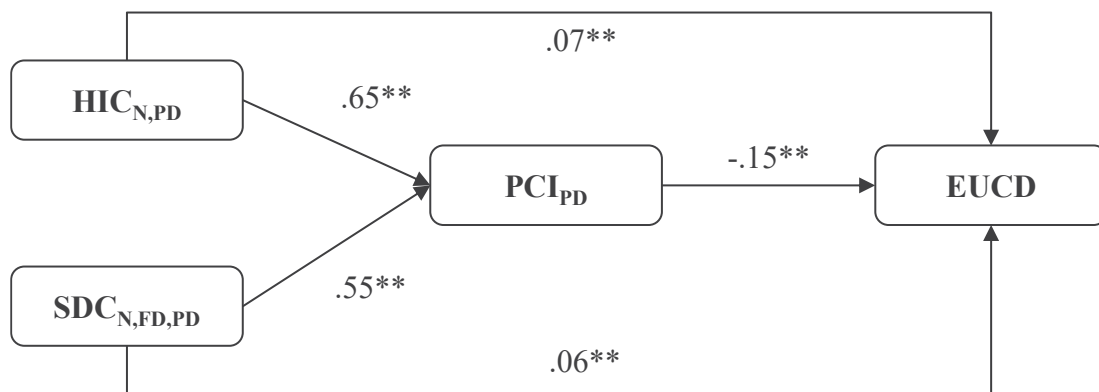 .07**
HIC_N,PD
.65**
PCI_PD
-.15**
EUCD
.55**
SDC_N,FD,PD
.06**